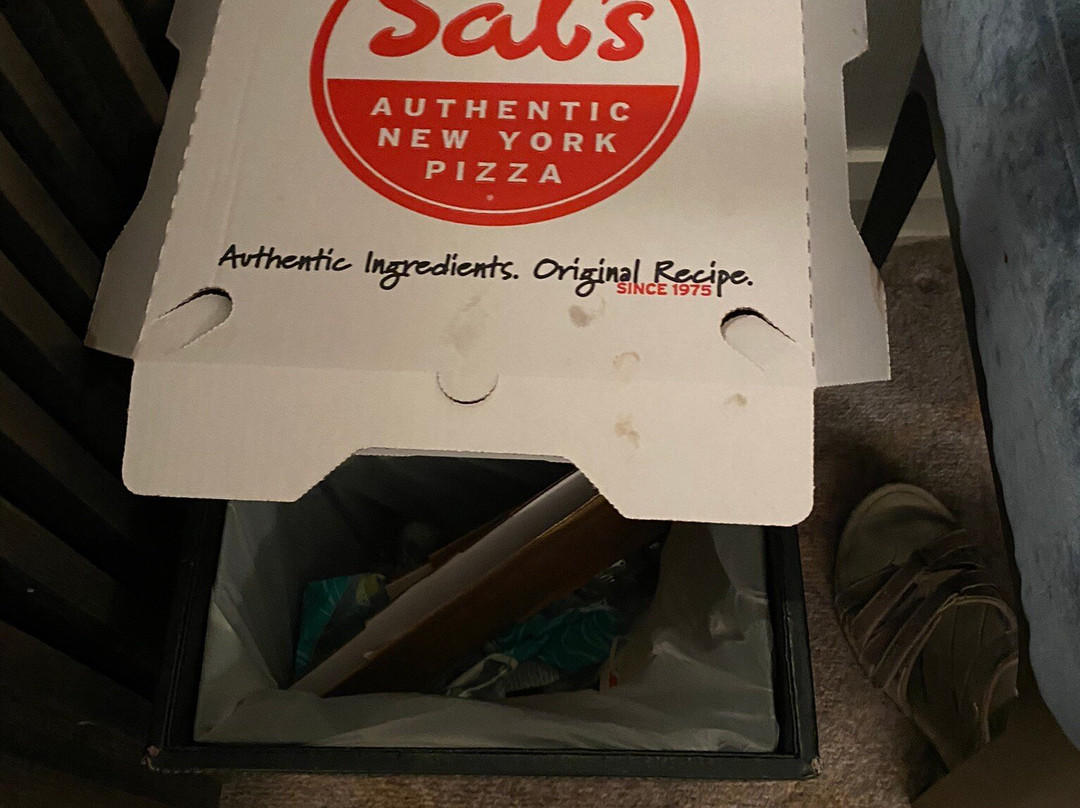 Sal's
AUTHENTIC
NEW YORK
PIZZA
Authentic Ingredients. Original Recipe.
SINCE 1975